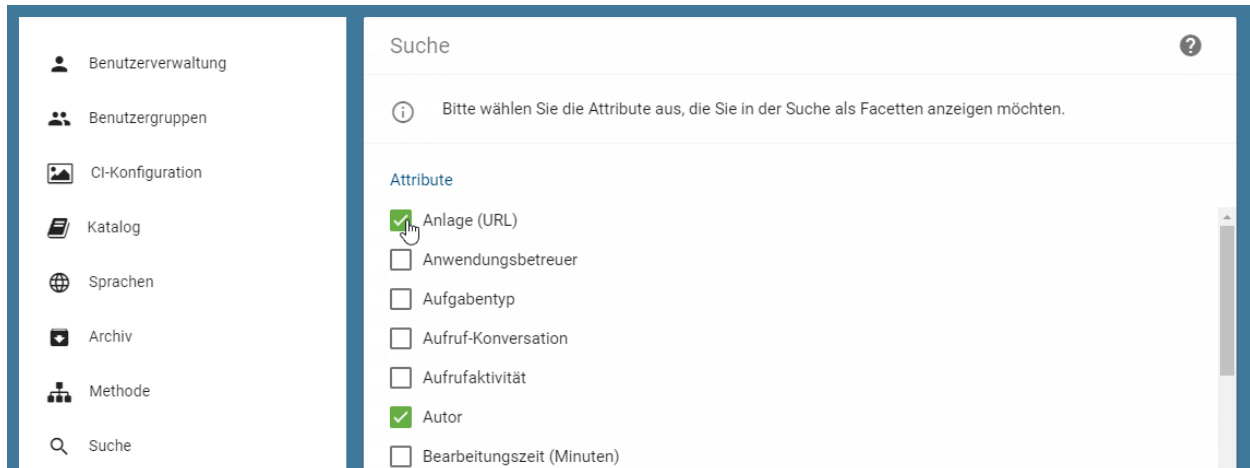 Benutzerverwaltung
Benutzergruppen
CI-Konfiguration
Katalog
Sprachen
Archiv
Methode
Suche
Suche
Bitte wählen Sie die Attribute aus, die Sie in der Suche als Facetten anzeigen möchten.
Attribute
Anlage (URL)
Anwendungsbetreuer
Aufgabentyp
Aufruf-Konversation
Aufrufaktivität
Autor
Bearbeitungszeit (Minuten)